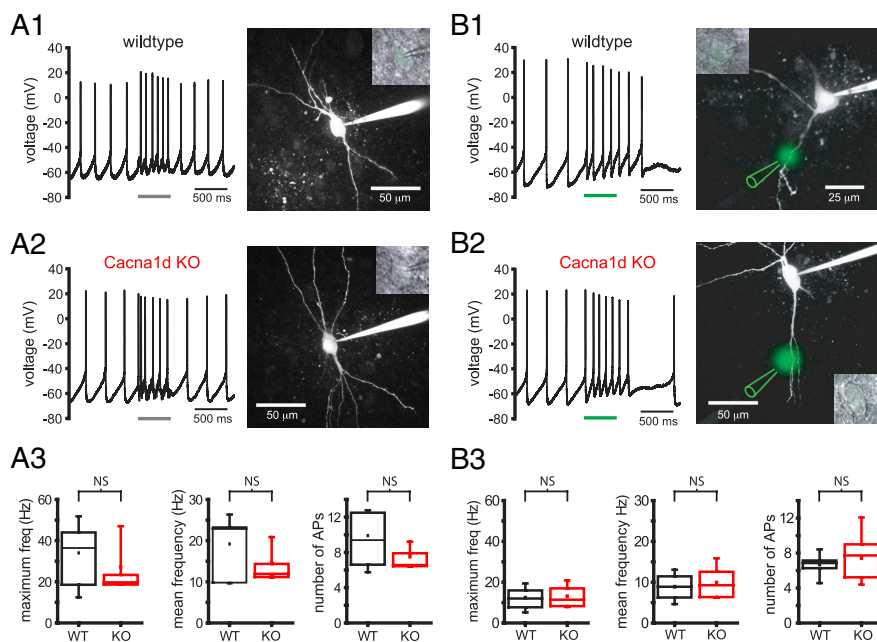 A1
wildtype
voltage (mV)
40
20
0
-20
-40
-60
-80
500 ms
50 µm
B1
wildtype
voltage (mV)
40
20
0
-20
-40
-60
-80
500 ms
25 µm
A2
Cacna1d KO
voltage (mV)
40
20
0
-20
-40
-60
-80
500 ms
50 µm
B2
Cacna1d KO
voltage (mV)
40
20
0
-20
-40
-60
-80
500 ms
50 µm
A3
NS
maximum freq (Hz)
60
40
20
0
WT KO
NS
mean frequency (Hz)
30
20
10
0
WT KO
NS
number of APs
12
8
4
0
WT KO
B3
NS
maximum freq (Hz)
60
40
20
0
WT KO
NS
mean frequency Hz)
30
20
10
0
WT KO
NS
number of APs
12
8
4
0
WT KO